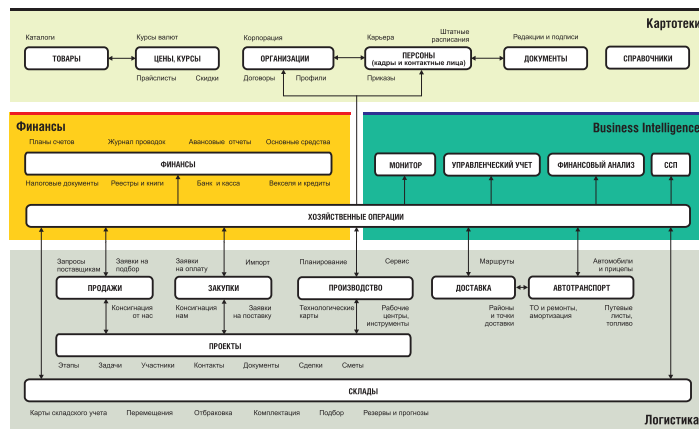 Картотеки
Каталоги
Курсы валют
Корпорация
Карьера
Штатные
расписания
Редакции и подписи
ТОВАРЫ
ЦЕНЫ, КУРСЫ
ОРГАНИЗАЦИИ
ПЕРСОНЫ
(кадры и контактные лица)
ДОКУМЕНТЫ
СПРАВОЧНИКИ
Прайслисты
Скидки
Договоры
Профили
Приказы
Финансы
Business Intelligence
Планы счетов
Журнал проводок
Авансовые отчеты
Основные средства
ФИНАНСЫ
МОНИТОР
УПРАВЛЕНЧЕСКИЙ УЧЕТ
ФИНАНСОВЫЙ АНАЛИЗ
ССП
Налоговые документы
Реестры и книги
Банк и касса
Векселя и кредиты
ХОЗЯЙСТВЕННЫЕ ОПЕРАЦИИ
Запросы
поставщикам
Заявки на
подбор
Заявки
на оплату
Импорт
Планирование
Сервис
Маршруты
Автомобили
и прицепы
ПРОДАЖИ
ЗАКУПКИ
ПРОИЗВОДСТВО
ДОСТАВКА
АВТОТРАНСПОРТ
Консигнация
от нас
Консигнация
нам
Заявки
на поставку
Технологические
карты
Рабочие
центры,
инструменты
Районы
и точки
доставки
ТО и ремонты,
амортизация
Путевые
листы,
топливо
ПРОЕКТЫ
Этапы
Задачи
Участники
Контакты
Документы
Сделки
Сметы
СКЛАДЫ
Карты складского учета
Перемещения
Отбраковка
Комплектация
Подбор
Резервы и прогнозы
Логистика